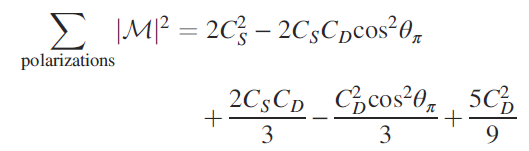 ∑ |ℳ|² = 2C_S² − 2C_S C_D cos²θ_π
polarizations
+ 2C_S C_D/3 − C_D² cos²θ_π/3 + 5C_D²/9